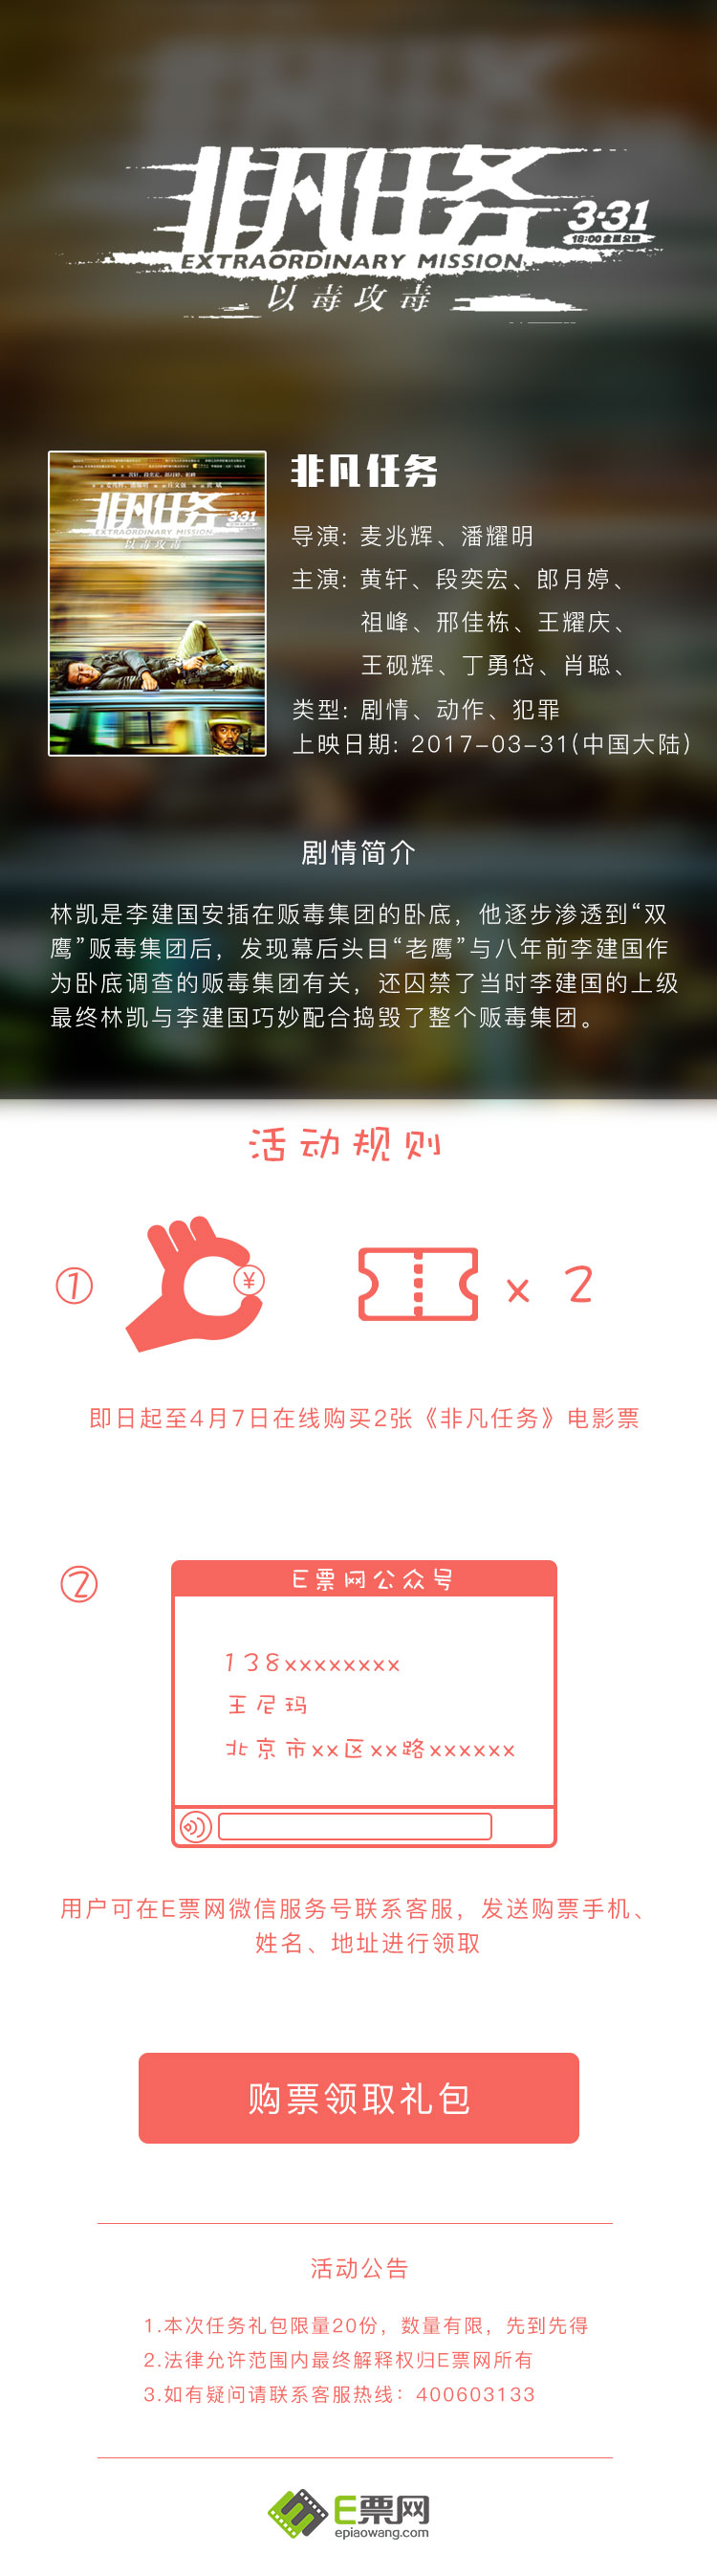 非凡任务
3·31
18:00全国公映
EXTRAORDINARY MISSION
以毒攻毒
非凡任务
3·31
EXTRAORDINARY MISSION
以毒攻毒
非凡任务
导演: 麦兆辉、潘耀明
主演: 黄轩、段奕宏、郎月婷、
祖峰、邢佳栋、王耀庆、
王砚辉、丁勇岱、肖聪、
类型: 剧情、动作、犯罪
上映日期: 2017-03-31(中国大陆)
剧情简介
林凯是李建国安插在贩毒集团的卧底，他逐步渗透到“双
鹰”贩毒集团后，发现幕后头目“老鹰”与八年前李建国作
为卧底调查的贩毒集团有关，还囚禁了当时李建国的上级
最终林凯与李建国巧妙配合捣毁了整个贩毒集团。
活动规则
① ¥ x 2
即日起至4月7日在线购买2张《非凡任务》电影票
②
E票网公众号
138xxxxxxxx
王尼玛
北京市xx区xx路xxxxxx
用户可在E票网微信服务号联系客服，发送购票手机、
姓名、地址进行领取
购票领取礼包
活动公告
1.本次任务礼包限量20份，数量有限，先到先得
2.法律允许范围内最终解释权归E票网所有
3.如有疑问请联系客服热线：400603133
E票网
epiaowang.com